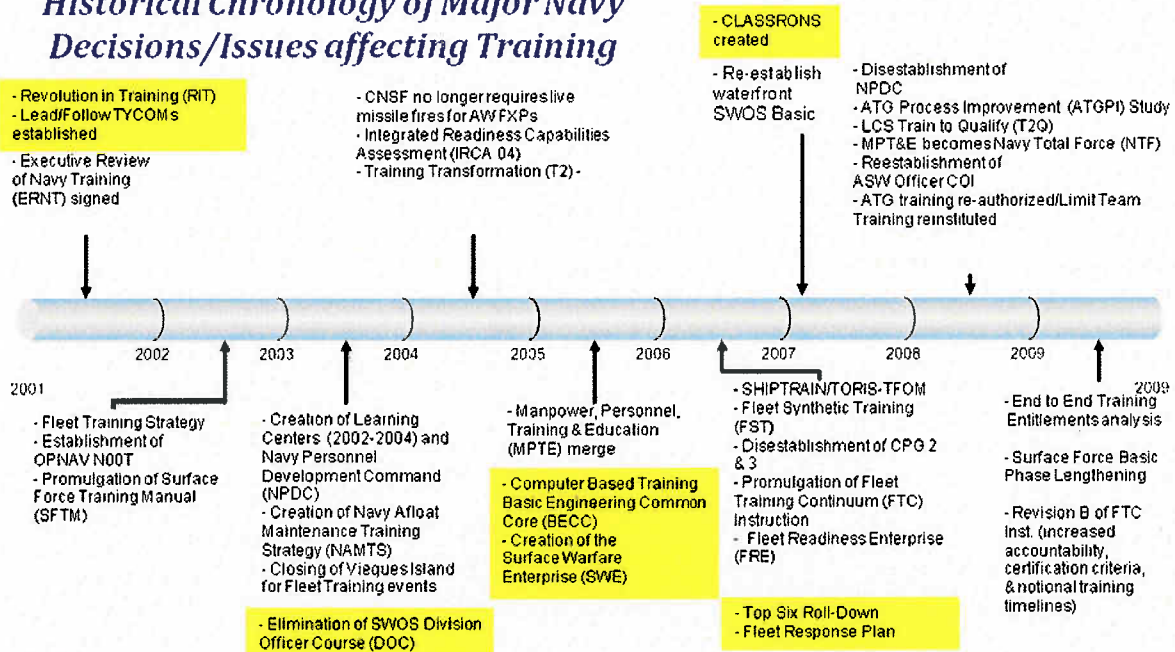 Historical Chronology of Major Navy
Decisions/Issues affecting Training
- Revolution in Training (RIT)
- Lead/Follow TYCOMs
established
- Executive Review
of Navy Training
(ERNT) signed
- CNSF no longer requires live
missile fires for AW FXPs
- Integrated Readiness Capabilities
Assessment (IRCA 04)
- Training Transformation (T2) -
- CLASSRONS
created
- Re-establish
waterfront
SWOS Basic
- Disestablishment of
NPDC
- ATG Process Improvement (ATGPI) Study
- LCS Train to Qualify (T2Q)
- MPT&E becomes Navy Total Force (NTF)
- Reestablishment of
ASW Officer COI
- ATG training re-authorized/Limit Team
Training reinstituted
2002
2003
2004
2005
2006
2007
2008
2009
2001
2009
- Fleet Training Strategy
- Establishment of
OPNAV N00T
- Promulgation of Surface
Force Training Manual
(SFTM)
- Creation of Learning
Centers (2002-2004) and
Navy Personnel
Development Command
(NPDC)
- Creation of Navy Afloat
Maintenance Training
Strategy (NAMTS)
- Closing of Vieques Island
for Fleet Training events
- Elimination of SWOS Division
Officer Course (DOC)
- Manpower, Personnel,
Training & Education
(MPTE) merge
- Computer Based Training
Basic Engineering Common
Core (BECC)
- Creation of the
Surface Warfare
Enterprise (SWE)
- SHIPTRAIN/TORIS-TFOM
- Fleet Synthetic Training
(FST)
- Disestablishment of CPG 2
& 3
- Promulgation of Fleet
Training Continuum (FTC)
Instruction
- Fleet Readiness Enterprise
(FRE)
- Top Six Roll-Down
- Fleet Response Plan
- End to End Training
Entitlements analysis
- Surface Force Basic
Phase Lengthening
- Revision B of FTC
Inst. (increased
accountability,
certification criteria,
& notional training
timelines)